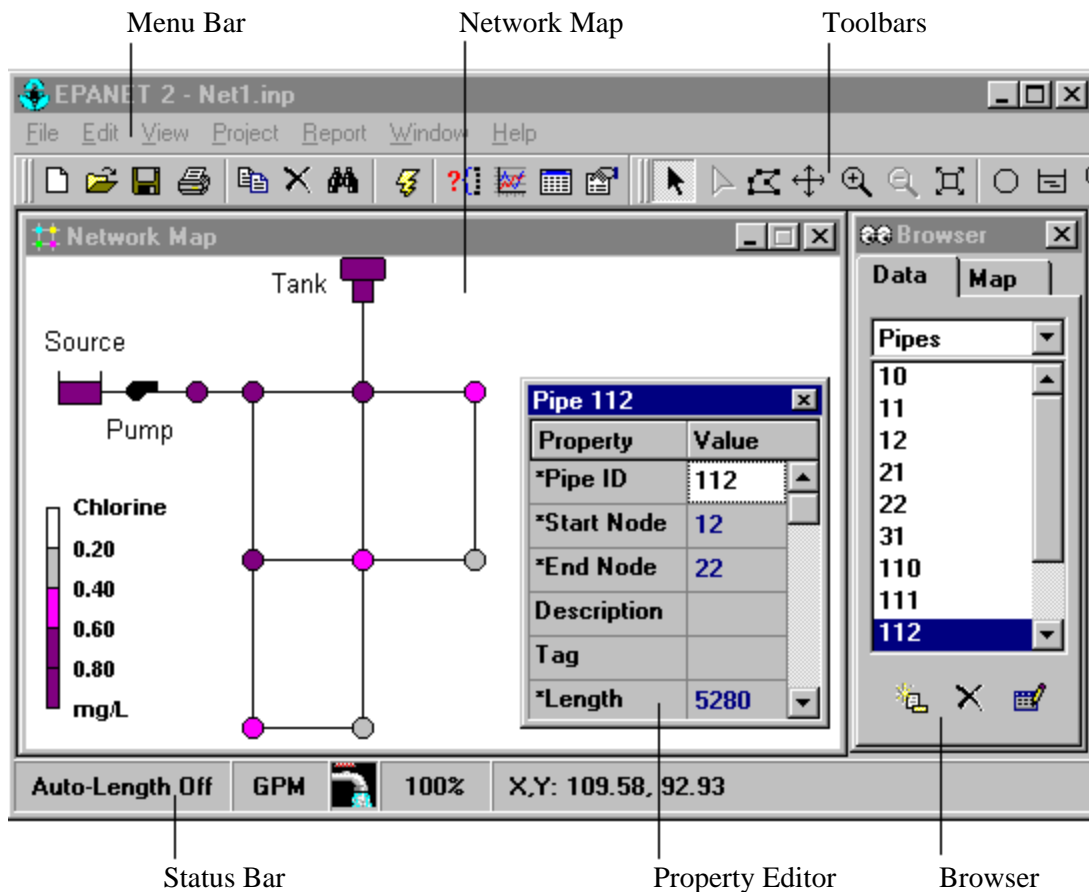 Menu Bar Network Map Toolbars
EPANET 2 - Net1.inp
File Edit View Project Report Window Help
Network Map
Tank
Source
Pump
Chlorine
0.20
0.40
0.60
0.80
mg/L
Pipe 112
Property Value
*Pipe ID 112
*Start Node 12
*End Node 22
Description
Tag
*Length 5280
Browser
Data Map
Pipes
10
11
12
21
22
31
110
111
112
Auto-Length Off GPM 100% X,Y: 109.58, 92.93
Status Bar Property Editor Browser